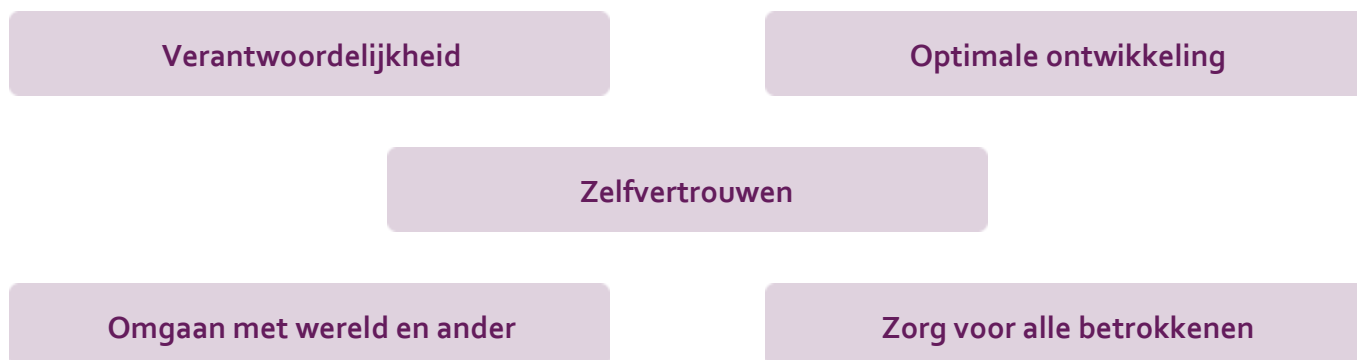 Verantwoordelijkheid
Optimale ontwikkeling
Zelfvertrouwen
Omgaan met wereld en ander
Zorg voor alle betrokkenen